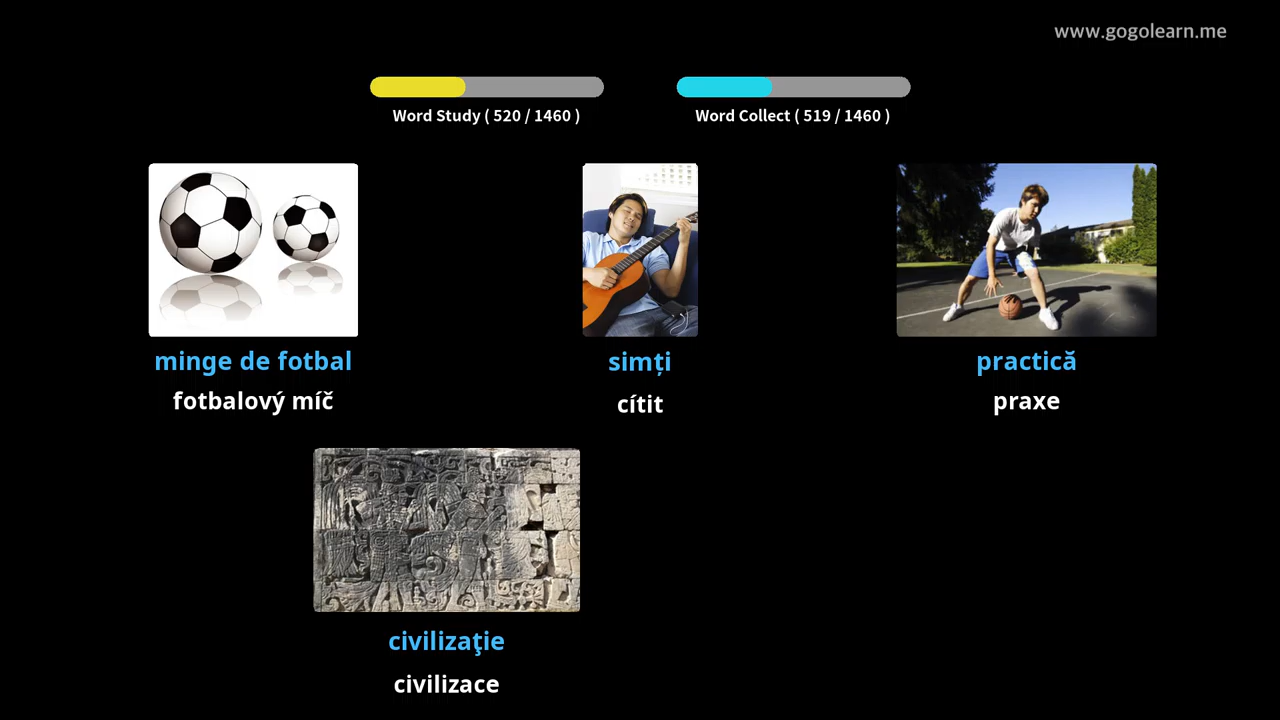 www.gogolearn.me
Word Study ( 520 / 1460 )
Word Collect ( 519 / 1460 )
minge de fotbal
simți
practică
fotbalový míč
cítit
praxe
civilizaţie
civilizace